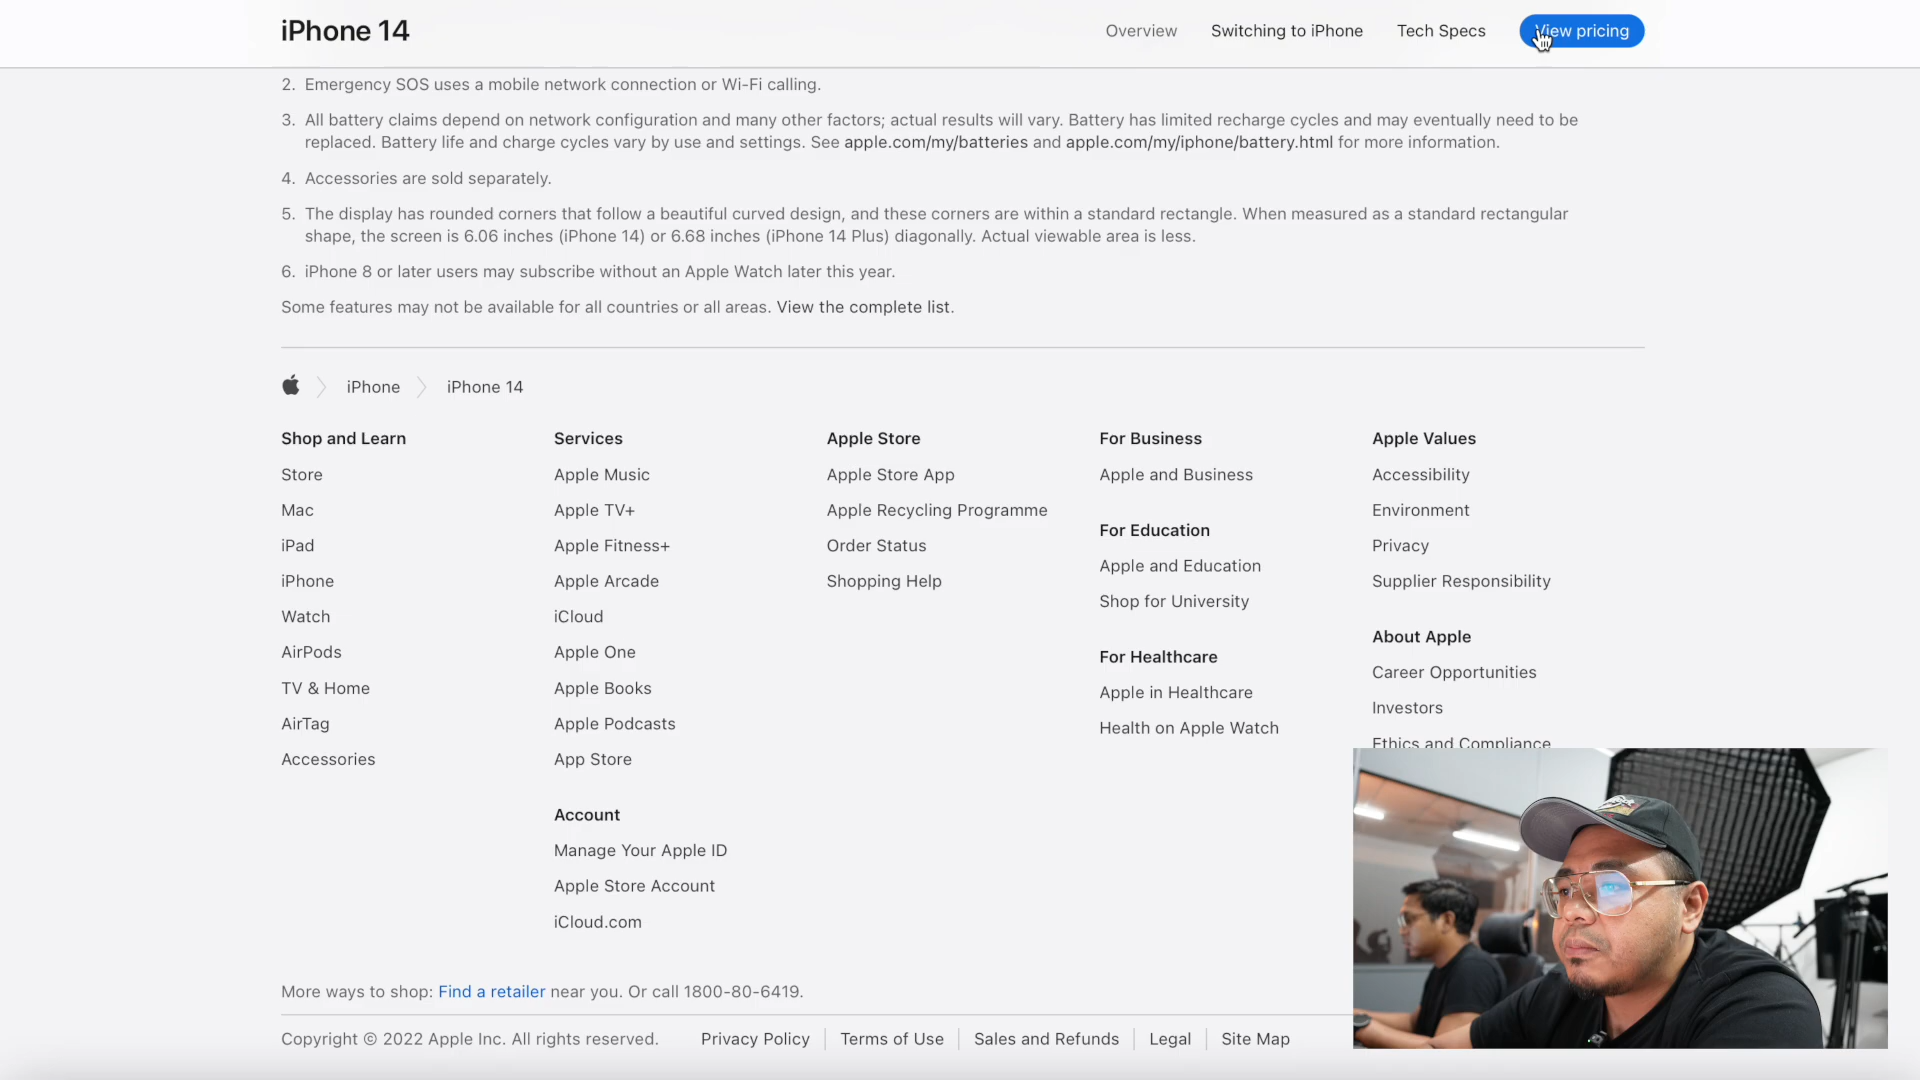 iPhone 14
Overview
Switching to iPhone
Tech Specs
View pricing
2. Emergency SOS uses a mobile network connection or Wi-Fi calling.
3. All battery claims depend on network configuration and many other factors; actual results will vary. Battery has limited recharge cycles and may eventually need to be
replaced. Battery life and charge cycles vary by use and settings. See apple.com/my/batteries and apple.com/my/iphone/battery.html for more information.
4. Accessories are sold separately.
5. The display has rounded corners that follow a beautiful curved design, and these corners are within a standard rectangle. When measured as a standard rectangular
shape, the screen is 6.06 inches (iPhone 14) or 6.68 inches (iPhone 14 Plus) diagonally. Actual viewable area is less.
6. iPhone 8 or later users may subscribe without an Apple Watch later this year.
Some features may not be available for all countries or all areas. View the complete list.
iPhone
iPhone 14
Shop and Learn
Store
Mac
iPad
iPhone
Watch
AirPods
TV & Home
AirTag
Accessories
Services
Apple Music
Apple TV+
Apple Fitness+
Apple Arcade
iCloud
Apple One
Apple Books
Apple Podcasts
App Store
Account
Manage Your Apple ID
Apple Store Account
iCloud.com
Apple Store
Apple Store App
Apple Recycling Programme
Order Status
Shopping Help
For Business
Apple and Business
For Education
Apple and Education
Shop for University
For Healthcare
Apple in Healthcare
Health on Apple Watch
Apple Values
Accessibility
Environment
Privacy
Supplier Responsibility
About Apple
Career Opportunities
Investors
Ethics and Compliance
More ways to shop: Find a retailer near you. Or call 1800-80-6419.
Copyright © 2022 Apple Inc. All rights reserved.
Privacy Policy
Terms of Use
Sales and Refunds
Legal
Site Map